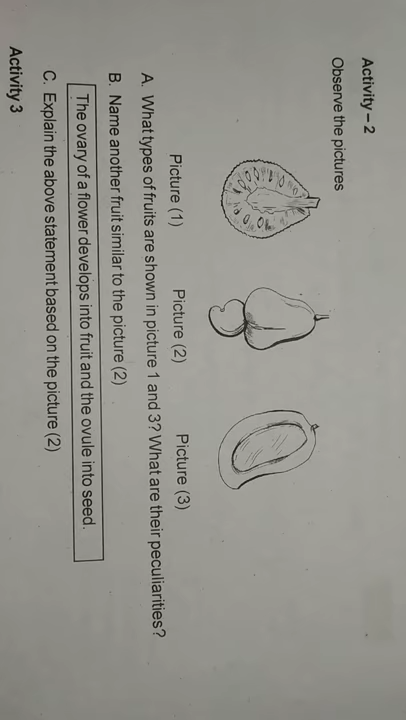 Activity – 2
Observe the pictures
Picture (1) Picture (2) Picture (3)
A. What types of fruits are shown in picture 1 and 3? What are their peculiarities?
B. Name another fruit similar to the picture (2)
The ovary of a flower develops into fruit and the ovule into seed.
C. Explain the above statement based on the picture (2)
Activity 3